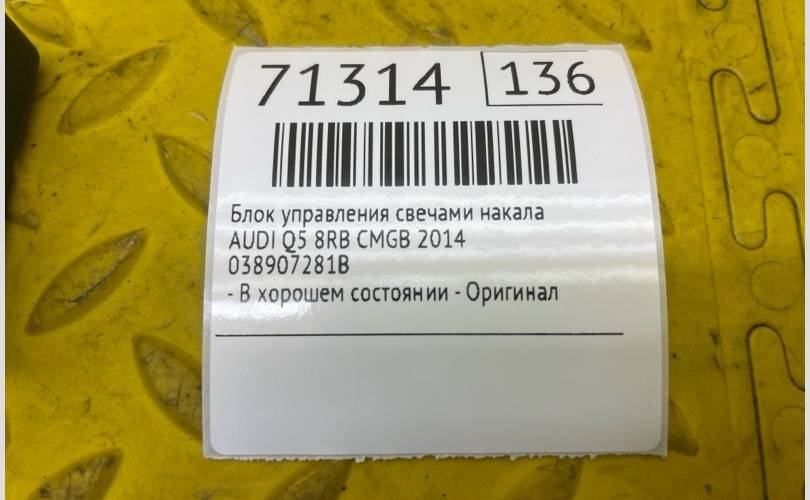 71314 136
Блок управления свечами накала
AUDI Q5 8RB CMGB 2014
038907281B
- В хорошем состоянии - Оригинал